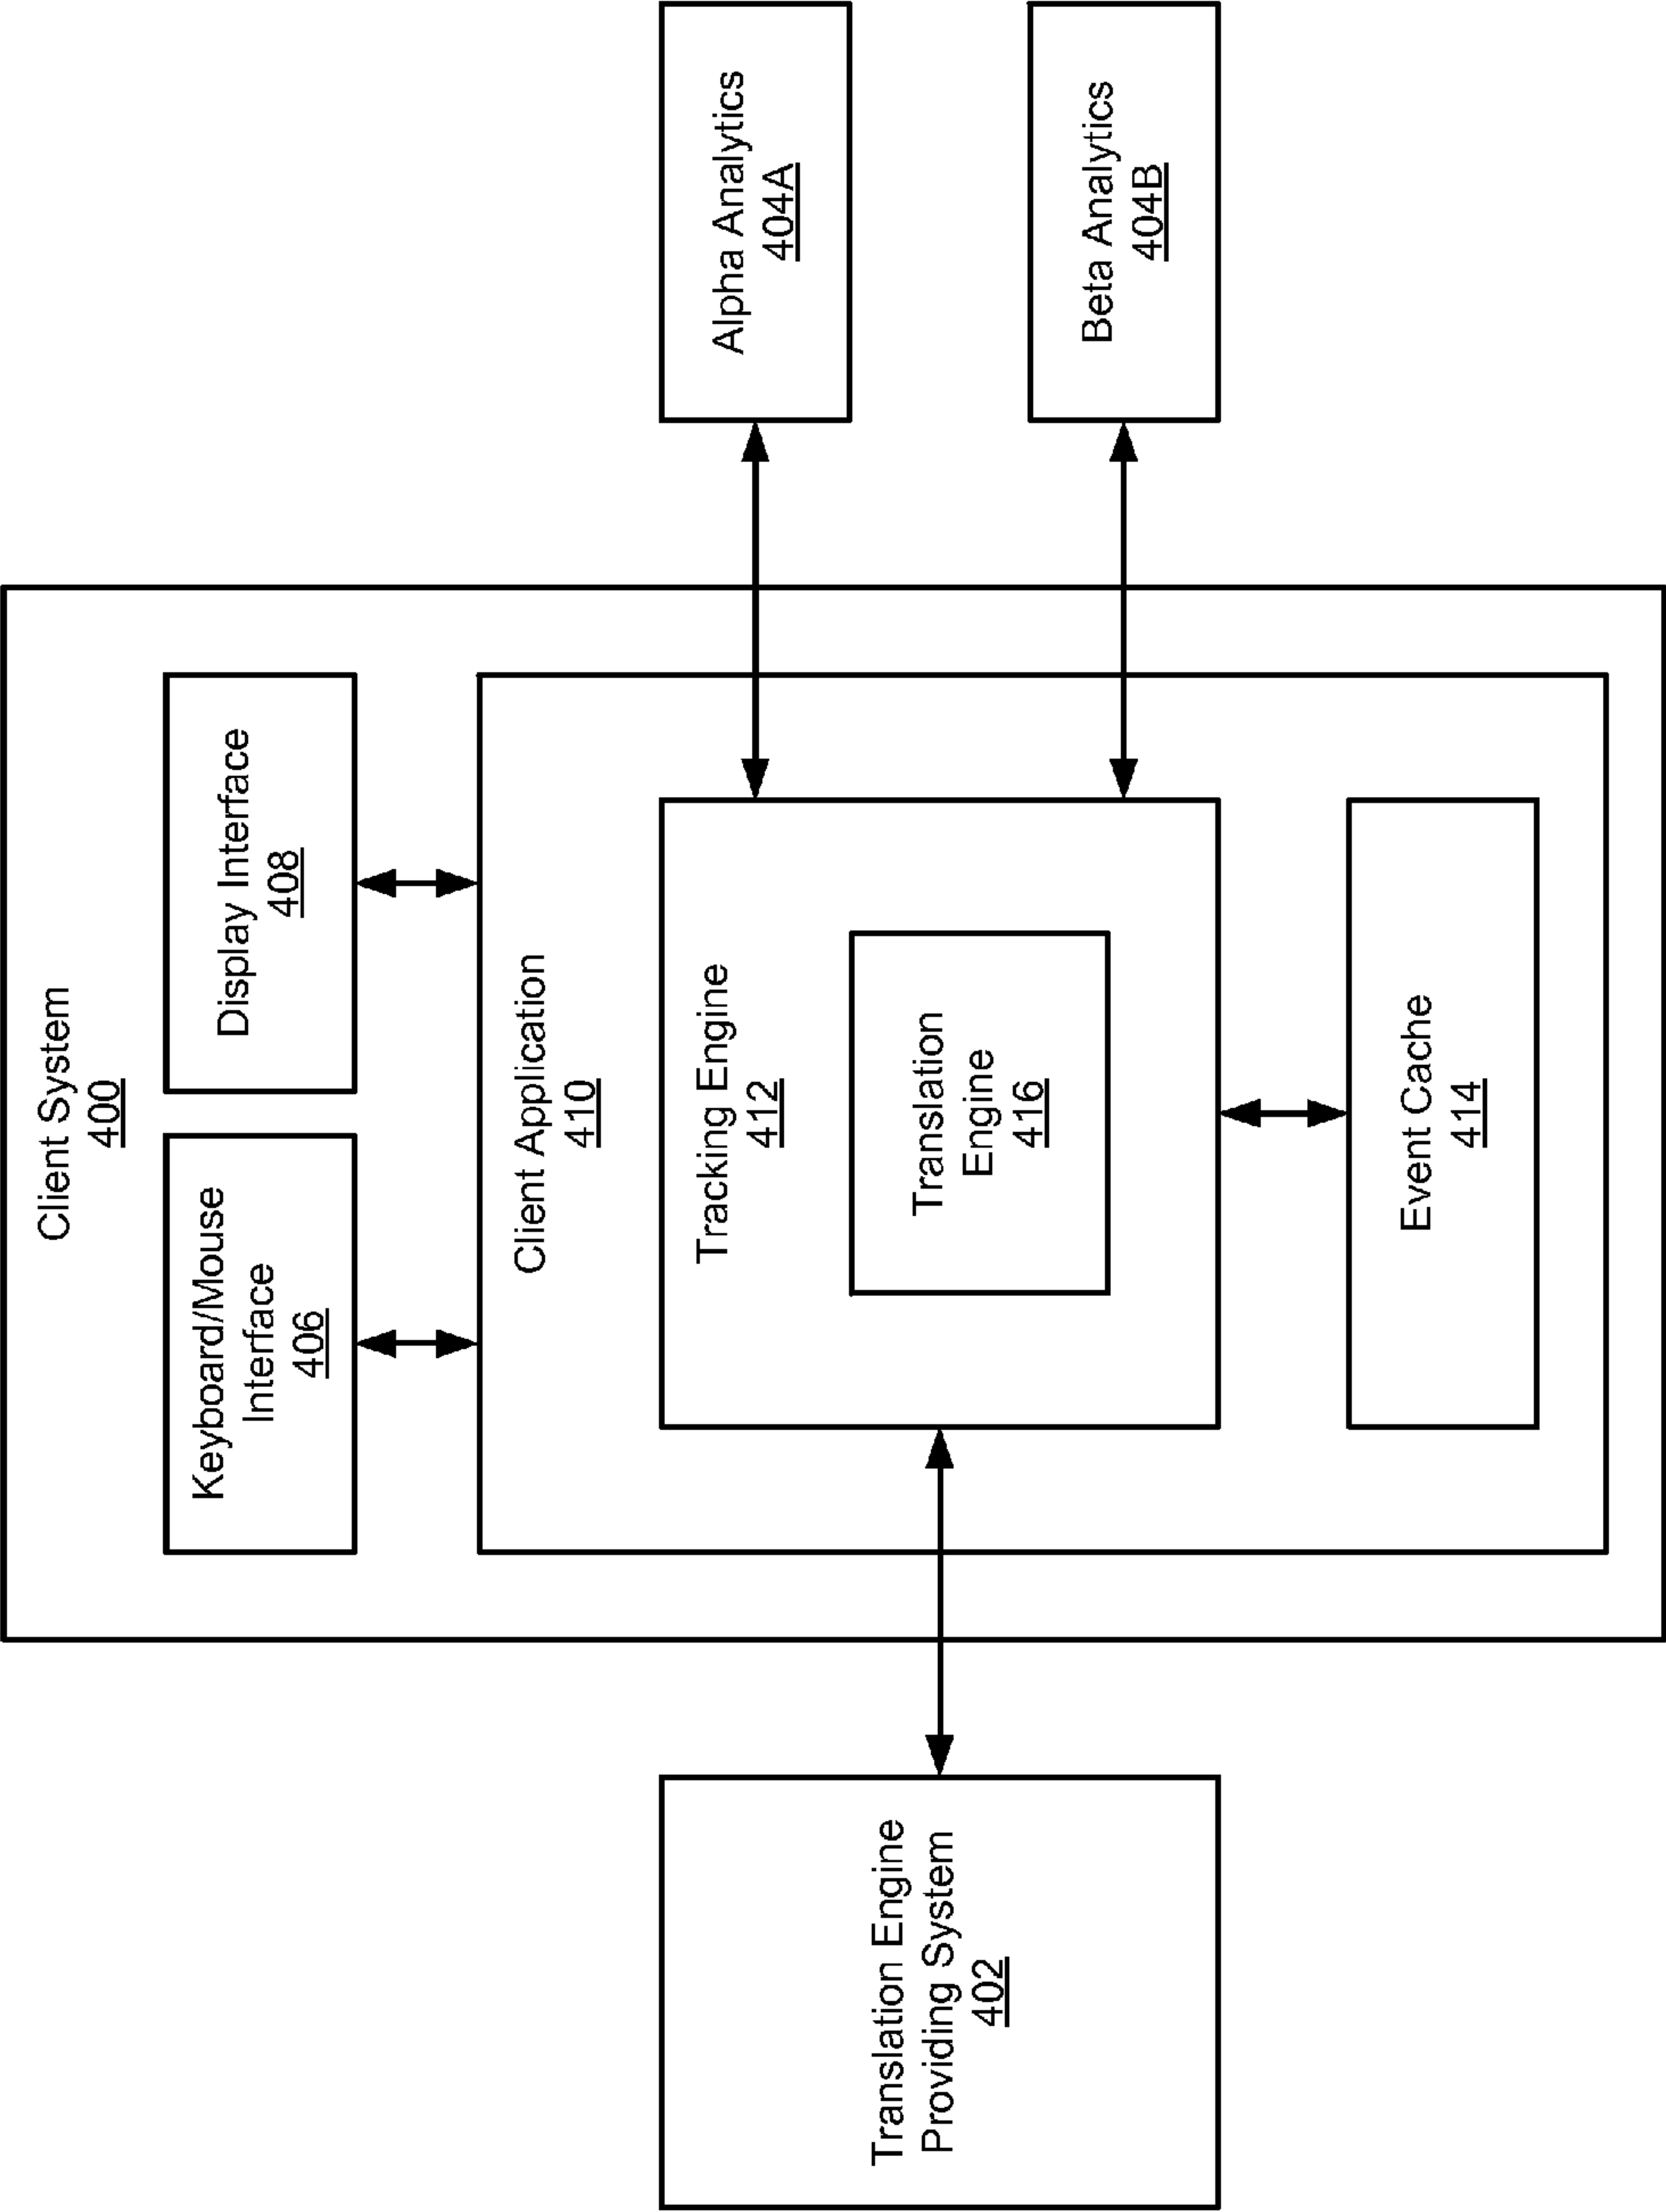 Client System
400
Keyboard/Mouse
Interface
406
Display Interface
408
Client Application
410
Tracking Engine
412
Translation
Engine
416
Event Cache
414
Translation Engine
Providing System
402
Alpha Analytics
404A
Beta Analytics
404B